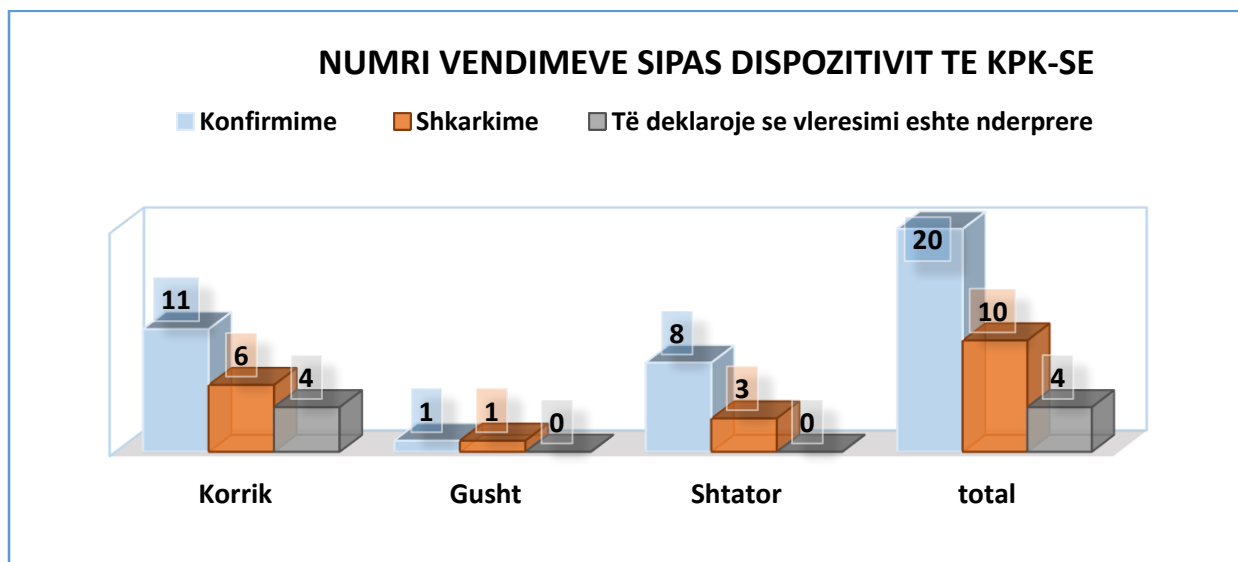 NUMRI VENDIMEVE SIPAS DISPOZITIVIT TE KPK-SE
Konfirmime Shkarkime Të deklaroje se vleresimi eshte nderprere
11 6 4 1 1 0 8 3 0 20 10 4
Korrik Gusht Shtator total